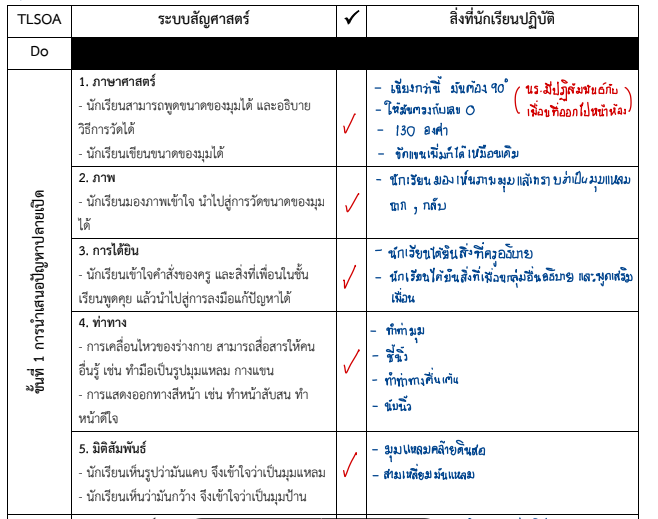 TLSOA ระบบสัญศาสตร์ ✓ สิ่งที่นักเรียนปฏิบัติ
Do
ขั้นที่ 1 การนำเสนอปัญหาปลายเปิด
1. ภาษาศาสตร์
- นักเรียนสามารถพูดขนาดของมุมได้ และอธิบาย
วิธีการวัดได้
- นักเรียนเขียนขนาดของมุมได้
✓
- เฉียงกว่านี้ มันต้อง 90°
(นร.มีปฏิสัมพันธ์กับ
เพื่อนที่ออกไปหน้าห้อง)
- ให้มันตรงกับเลข 0
- 130 องศา
- ขีดแขนเพิ่มก็ได้เหมือนเดิม
2. ภาพ
- นักเรียนมองภาพเข้าใจ นำไปสู่การวัดขนาดของมุม
ได้
✓
- นักเรียนมองเห็นภาพมุมแล้วทราบว่าเป็นมุมแหลม
ฉาก , กลับ
3. การได้ยิน
- นักเรียนเข้าใจคำสั่งของครู และสิ่งที่เพื่อนในชั้น
เรียนพูดคุย แล้วนำไปสู่การลงมือแก้ปัญหาได้
✓
- นักเรียนได้ยินสิ่งที่ครูอธิบาย
- นักเรียนได้ยินสิ่งที่เพื่อนกลุ่มอื่นอธิบาย และพูดเสริม
เพื่อน
4. ท่าทาง
- การเคลื่อนไหวของร่างกาย สามารถสื่อสารให้คน
อื่นรู้ เช่น ทำมือเป็นรูปมุมแหลม กางแขน
- การแสดงออกทางสีหน้า เช่น ทำหน้าสับสน ทำ
หน้าดีใจ
✓
- ทำท่ามุม
- ชี้นิ้ว
- ทำท่าทางตื่นเต้น
- นับนิ้ว
5. มิติสัมพันธ์
- นักเรียนเห็นรูปว่ามันแคบ จึงเข้าใจว่าเป็นมุมแหลม
- นักเรียนเห็นว่ามันกว้าง จึงเข้าใจว่าเป็นมุมป้าน
✓
- มุมแหลมคล้ายดินสอ
- สามเหลี่ยมมันแหลม